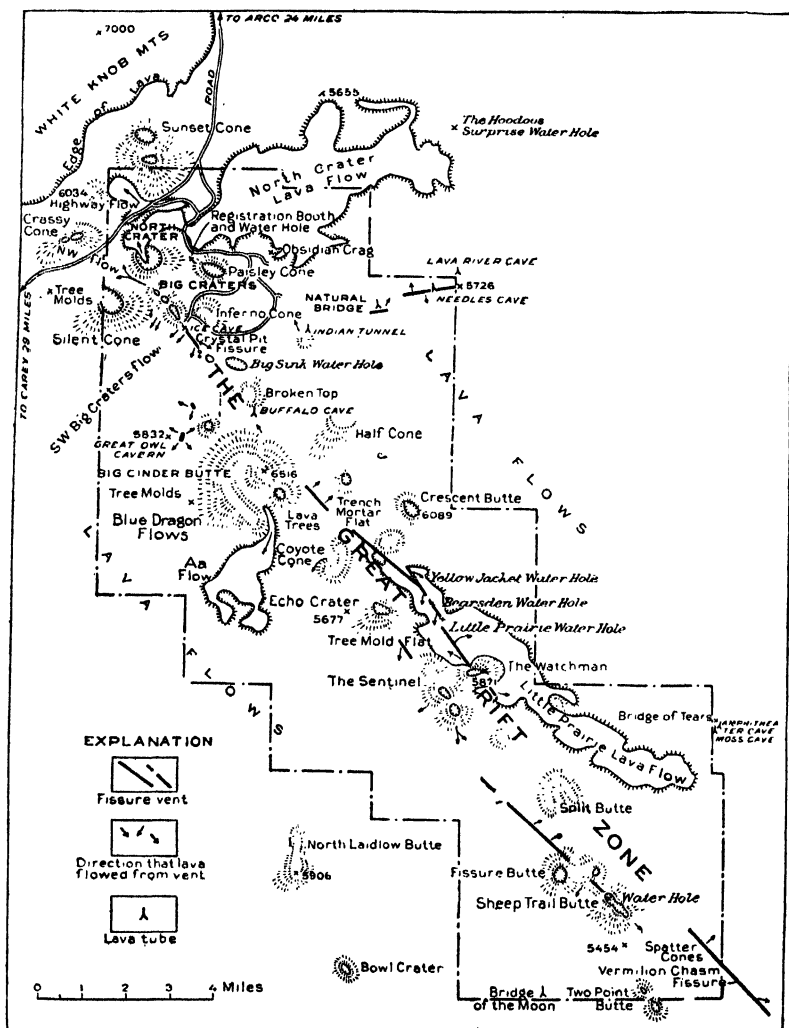 TO ARCO 24 MILES
×7000
WHITE KNOB MTS
Edge of Lava
ROAD
5655
The Hoodoos
Surprise Water Hole
Sunset Cone
North Crater
Lava Flow
6034
Highway Flow
Registration Booth
and Water Hole
Grassy
Cone
NORTH
CRATER
Obsidian Crag
NW
Flow
Paisley Cone
LAVA RIVER CAVE
×5726
BIG CRATERS
NATURAL
BRIDGE
NEEDLES CAVE
Tree
Molds
Inferno Cone
INDIAN TUNNEL
ICE CAVE
Crystal Pit
Fissure
Silent Cone
TO CAREY 29 MILES
Big Sink Water Hole
SW Big Craters flow
THE
Broken Top
BUFFALO CAVE
LAVA FLOWS
5832×
GREAT OWL
CAVERN
Half Cone
BIG CINDER BUTTE
×6516
Tree Molds
Lava
Trees
Trench
Mortar
Flat
Crescent Butte
6089
Blue Dragon
Flows
GREAT
Aa
Flow
Coyote
Cone
Yellow Jacket Water Hole
Bearsden Water Hole
Echo Crater
5677×
Little Prairie Water Hole
LAVA FLOWS
Tree Mold Flat
The Watchman
5871
The Sentinel
RIFT
Little Prairie Lava Flow
Bridge of Tears
AMPHITHEA
TER CAVE
MOSS CAVE
EXPLANATION
Fissure vent
Split Butte
ZONE
Direction that lava
flowed from vent
North Laidlow Butte
×5906
Fissure Butte
Water Hole
Sheep Trail Butte
Lava tube
5454×
Spatter
Cones
Vermilion Chasm
Fissure
Bowl Crater
Bridge
of the Moon
Two Point
Butte
0 1 2 3 4 Miles